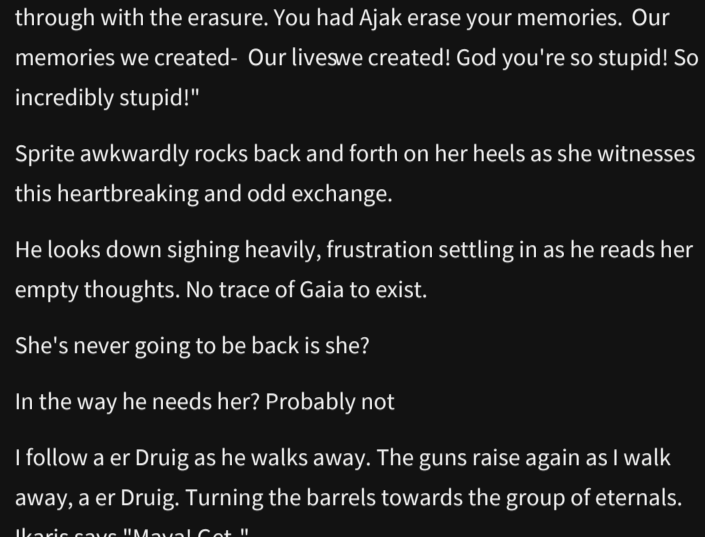 through with the erasure. You had Ajak erase your memories.  Our
memories we created-  Our liveswe created! God you're so stupid! So
incredibly stupid!"
Sprite awkwardly rocks back and forth on her heels as she witnesses
this heartbreaking and odd exchange.
He looks down sighing heavily, frustration settling in as he reads her
empty thoughts. No trace of Gaia to exist.
She's never going to be back is she?
In the way he needs her? Probably not
I follow a er Druig as he walks away. The guns raise again as I walk
away, a er Druig. Turning the barrels towards the group of eternals.
Ikaris says "Maya! Get "